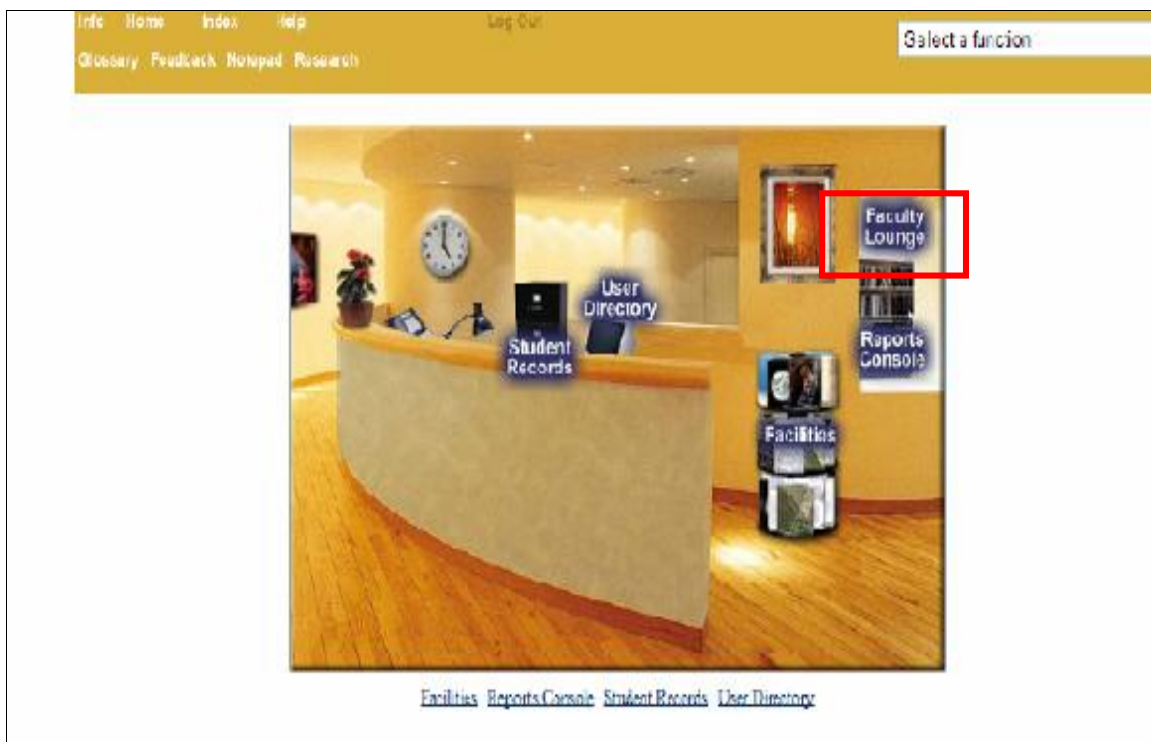 Info Home Index Help Log Out
Select a function
Glossary Feedback Notepad Research
Faculty
Lounge
User
Directory
Student
Records
Reports
Console
Facilities
Facilities Reports Console Student Records User Directory